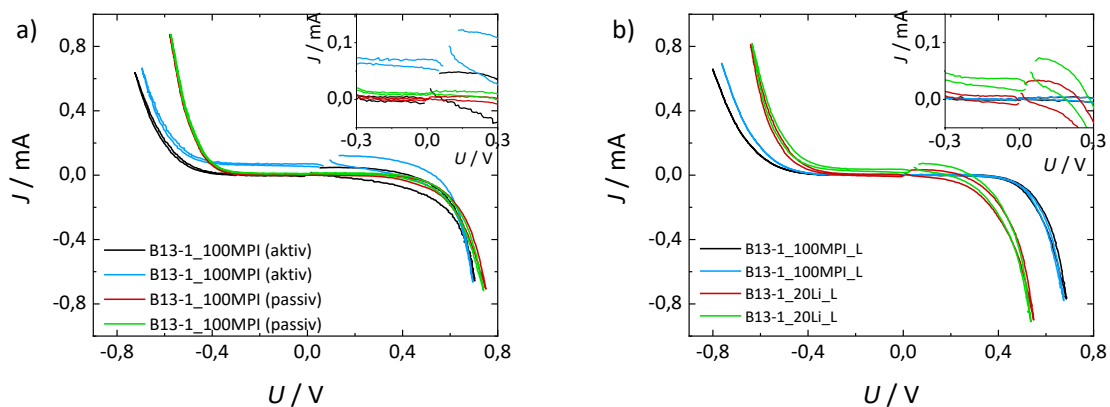 a)
J / mA
0,8
0,4
0,0
-0,4
-0,8
-0,8 -0,4 0,0 0,4 0,8
U / V
J / mA
0,1
0,0
-0,3 0,0 0,3
U / V
B13-1_100MPI (aktiv)
B13-1_100MPI (aktiv)
B13-1_100MPI (passiv)
B13-1_100MPI (passiv)
b)
J / mA
0,8
0,4
0,0
-0,4
-0,8
-0,8 -0,4 0,0 0,4 0,8
U / V
J / mA
0,1
0,0
-0,3 0,0 0,3
U / V
B13-1_100MPI_L
B13-1_100MPI_L
B13-1_20Li_L
B13-1_20Li_L